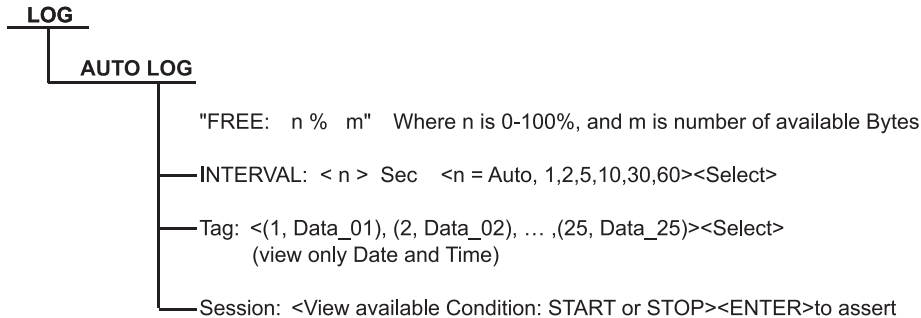 LOG
AUTO LOG
"FREE: n % m" Where n is 0-100%, and m is number of available Bytes
INTERVAL: < n > Sec <n = Auto, 1,2,5,10,30,60><Select>
Tag: <(1, Data_01), (2, Data_02), … ,(25, Data_25)><Select>
(view only Date and Time)
Session: <View available Condition: START or STOP><ENTER>to assert